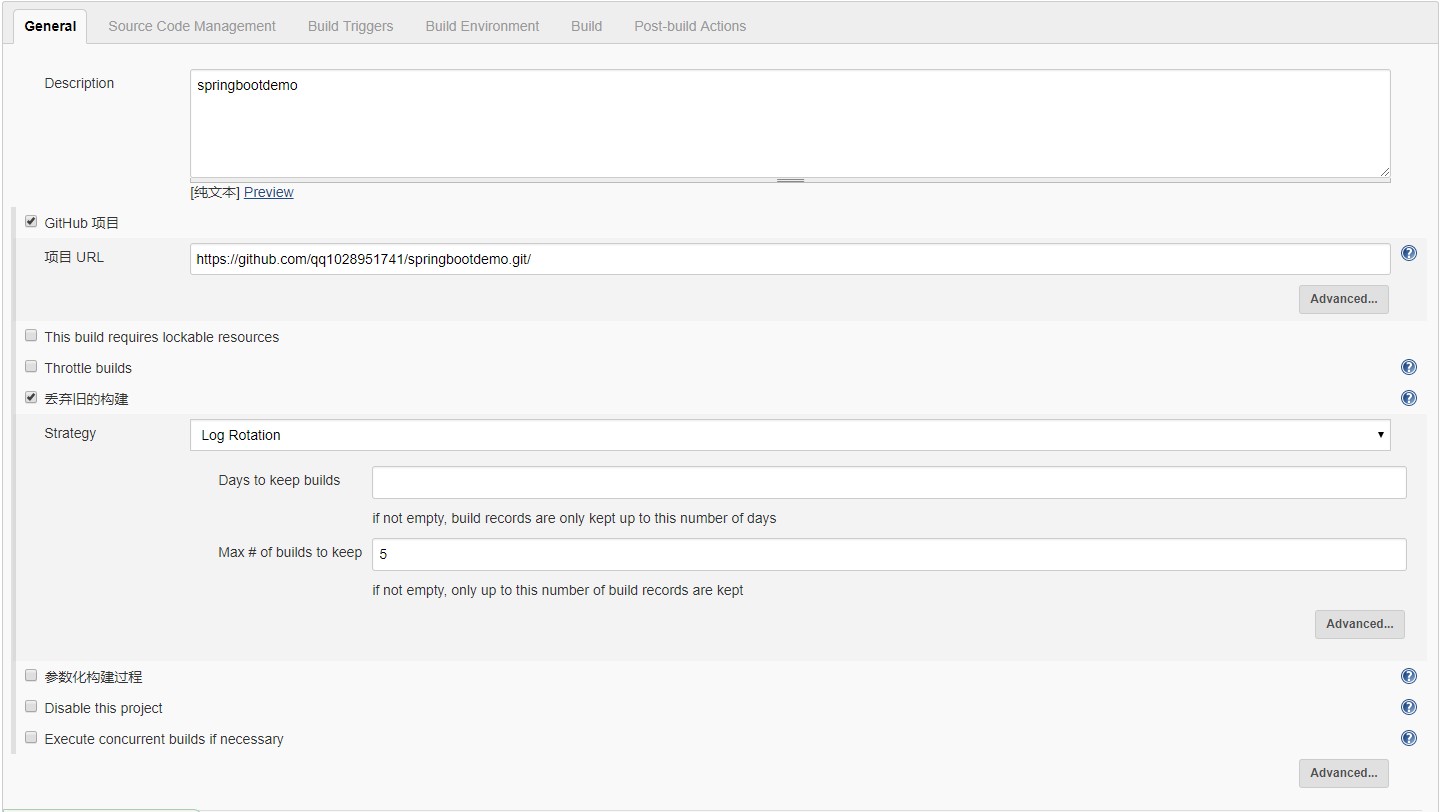 General Source Code Management Build Triggers Build Environment Build Post-build Actions
Description
springbootdemo
[纯文本] Preview
GitHub 项目
项目 URL
https://github.com/qq1028951741/springbootdemo.git/
Advanced...
This build requires lockable resources
Throttle builds
丢弃旧的构建
Strategy
Log Rotation
Days to keep builds
if not empty, build records are only kept up to this number of days
Max # of builds to keep
5
if not empty, only up to this number of build records are kept
Advanced...
参数化构建过程
Disable this project
Execute concurrent builds if necessary
Advanced...